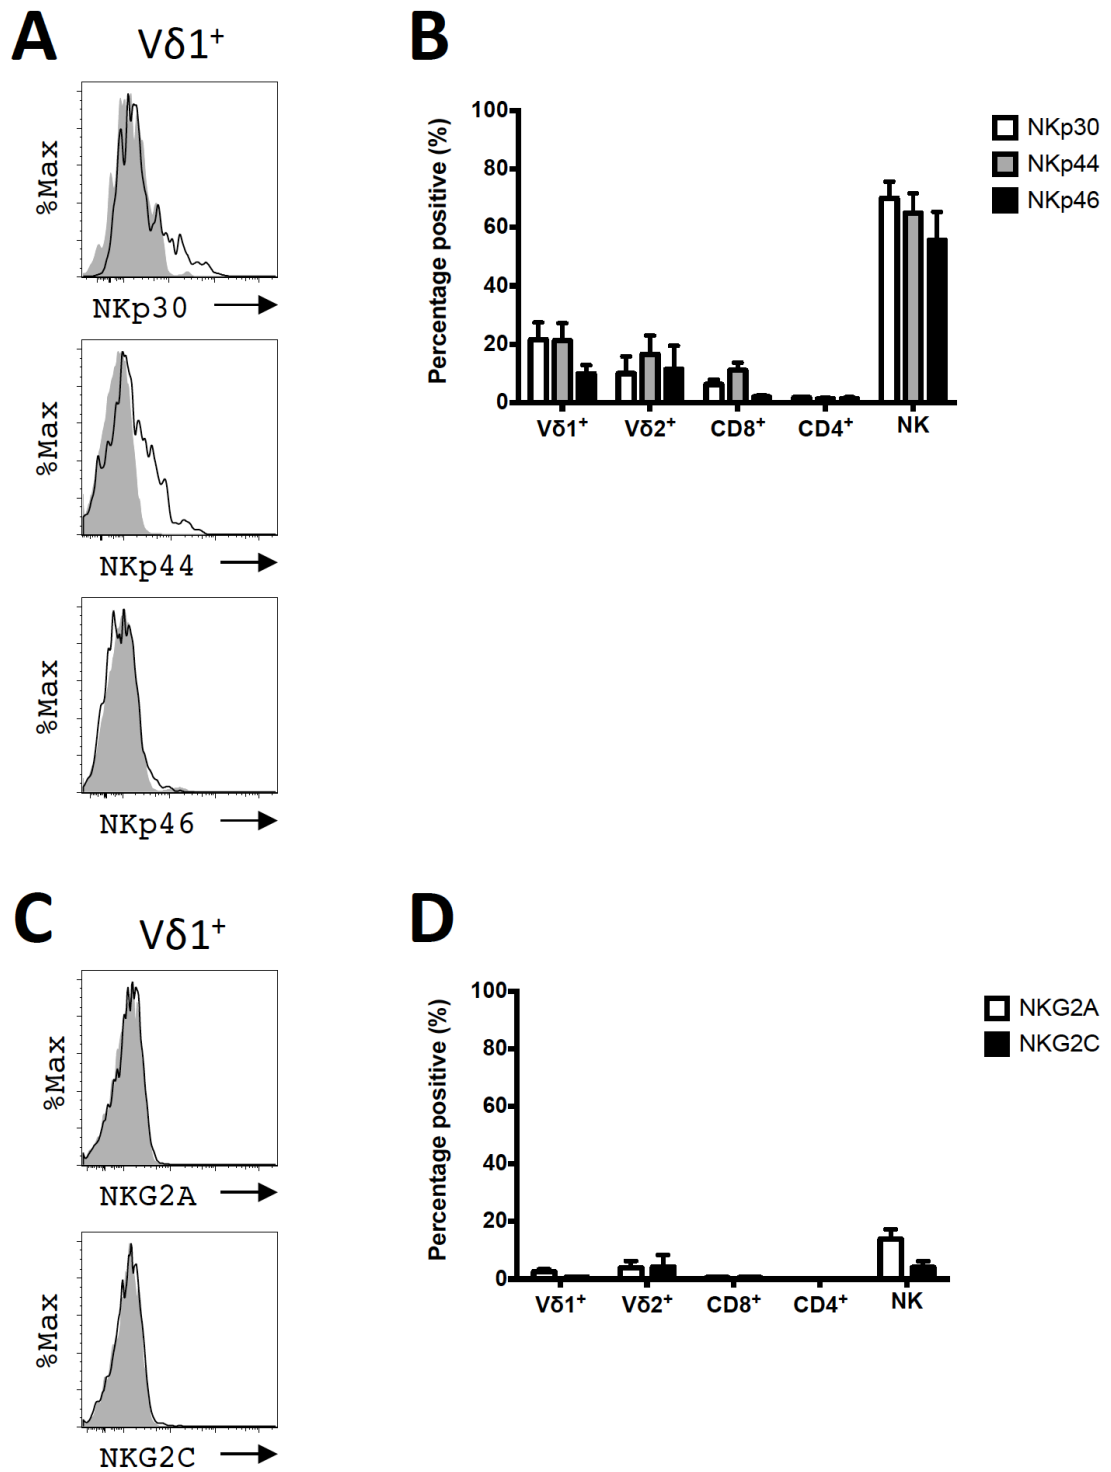 A
Vδ1⁺
%Max
NKp30
%Max
NKp44
%Max
NKp46
B
Percentage positive (%)
100
80
60
40
20
0
Vδ1⁺ Vδ2⁺ CD8⁺ CD4⁺ NK
NKp30
NKp44
NKp46
C
Vδ1⁺
%Max
NKG2A
%Max
NKG2C
D
Percentage positive (%)
100
80
60
40
20
0
Vδ1⁺ Vδ2⁺ CD8⁺ CD4⁺ NK
NKG2A
NKG2C